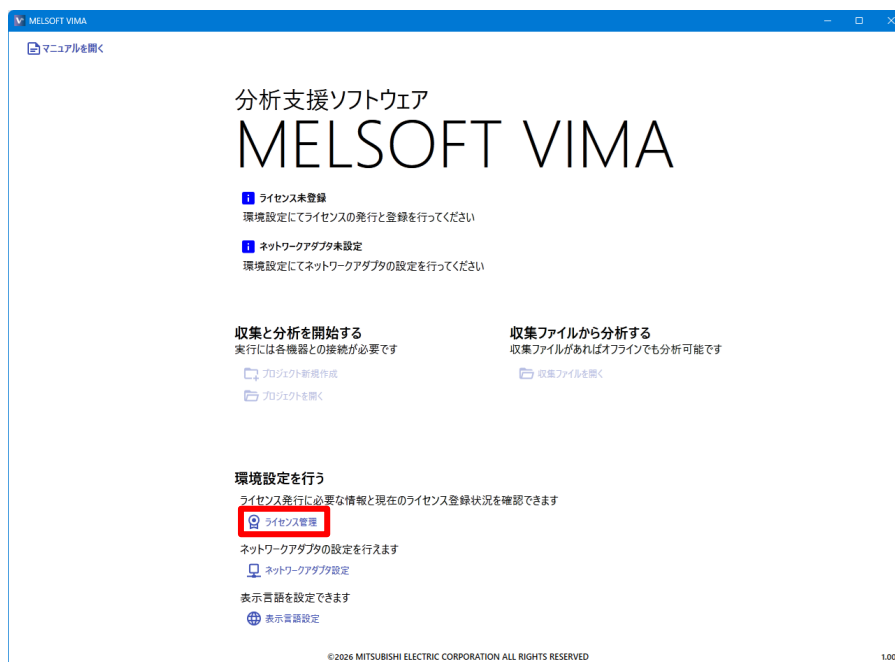 MELSOFT VIMA
マニュアルを開く
分析支援ソフトウェア
MELSOFT VIMA
ライセンス未登録
環境設定にてライセンスの発行と登録を行ってください
ネットワークアダプタ未設定
環境設定にてネットワークアダプタの設定を行ってください
収集と分析を開始する
実行には各機器との接続が必要です
プロジェクト新規作成
プロジェクトを開く
収集ファイルから分析する
収集ファイルがあればオフラインでも分析可能です
収集ファイルを開く
環境設定を行う
ライセンス発行に必要な情報と現在のライセンス登録状況を確認できます
ライセンス管理
ネットワークアダプタの設定を行えます
ネットワークアダプタ設定
表示言語を設定できます
表示言語設定
©2026 MITSUBISHI ELECTRIC CORPORATION ALL RIGHTS RESERVED
1.00